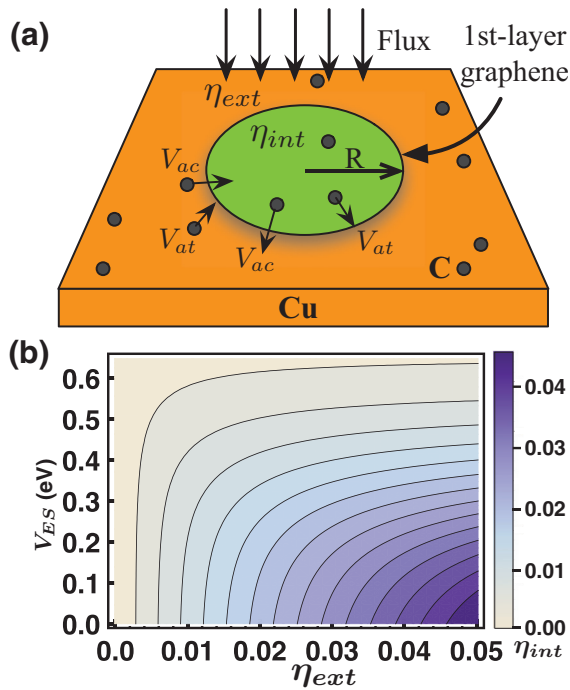 (a)
Flux
1st-layer
graphene
η_ext
η_int
R
V_ac
V_at
V_ac
V_at
C
Cu
(b)
V_ES (eV)
0.6
0.5
0.4
0.3
0.2
0.1
0.0
0.0 0.01 0.02 0.03 0.04 0.05
η_ext
0.04
0.03
0.02
0.01
0.00
η_int